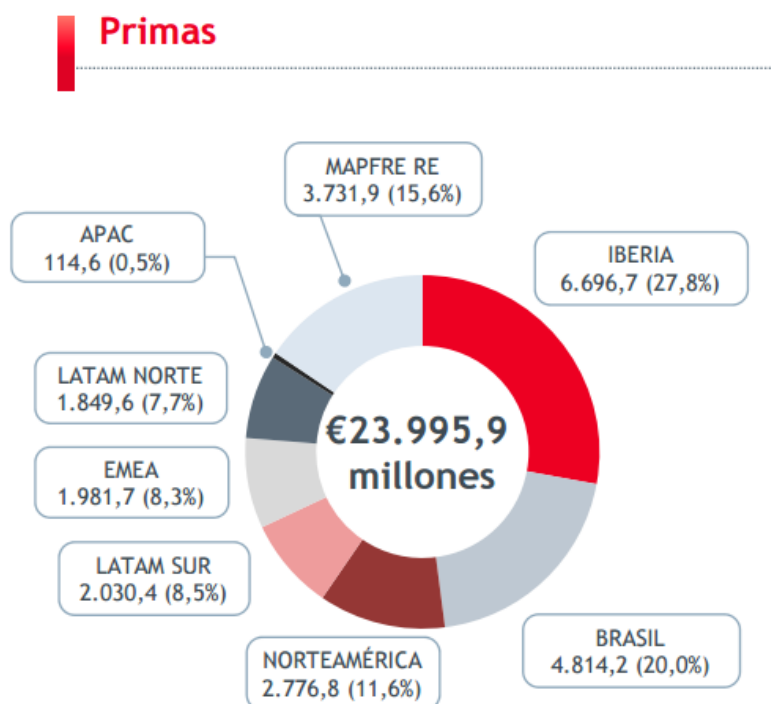 Primas
MAPFRE RE
3.731,9 (15,6%)
APAC
114,6 (0,5%)
IBERIA
6.696,7 (27,8%)
LATAM NORTE
1.849,6 (7,7%)
€23.995,9
millones
EMEA
1.981,7 (8,3%)
LATAM SUR
2.030,4 (8,5%)
BRASIL
4.814,2 (20,0%)
NORTEAMÉRICA
2.776,8 (11,6%)